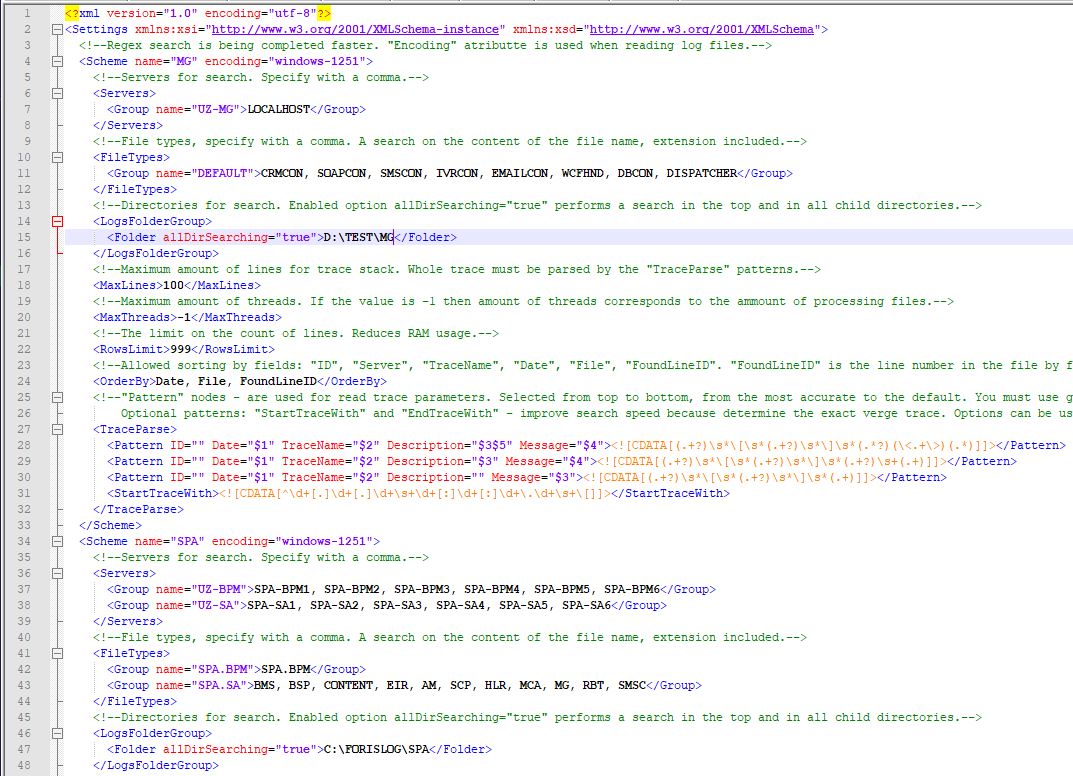 1 <?xml version="1.0" encoding="utf-8"?>
2 <Settings xmlns:xsi="http://www.w3.org/2001/XMLSchema-instance" xmlns:xsd="http://www.w3.org/2001/XMLSchema">
3 <!--Regex search is being completed faster. "Encoding" atributte is used when reading log files.-->
4 <Scheme name="MG" encoding="windows-1251">
5 <!--Servers for search. Specify with a comma.-->
6 <Servers>
7 <Group name="UZ-MG">LOCALHOST</Group>
8 </Servers>
9 <!--File types, specify with a comma. A search on the content of the file name, extension included.-->
10 <FileTypes>
11 <Group name="DEFAULT">CRMCON, SOAPCON, SMSCON, IVRCON, EMAILCON, WCFHND, DBCON, DISPATCHER</Group>
12 </FileTypes>
13 <!--Directories for search. Enabled option allDirSearching="true" performs a search in the top and in all child directories.-->
14 <LogsFolderGroup>
15 <Folder allDirSearching="true">D:\TEST\MG</Folder>
16 </LogsFolderGroup>
17 <!--Maximum amount of lines for trace stack. Whole trace must be parsed by the "TraceParse" patterns.-->
18 <MaxLines>100</MaxLines>
19 <!--Maximum amount of threads. If the value is -1 then amount of threads corresponds to the ammount of processing files.-->
20 <MaxThreads>-1</MaxThreads>
21 <!--The limit on the count of lines. Reduces RAM usage.-->
22 <RowsLimit>999</RowsLimit>
23 <!--Allowed sorting by fields: "ID", "Server", "TraceName", "Date", "File", "FoundLineID". "FoundLineID" is the line number in the file by f
24 <OrderBy>Date, File, FoundLineID</OrderBy>
25 <!--"Pattern" nodes - are used for read trace parameters. Selected from top to bottom, from the most accurate to the default. You must use g
26 Optional patterns: "StartTraceWith" and "EndTraceWith" - improve search speed because determine the exact verge trace. Options can be us
27 <TraceParse>
28 <Pattern ID="" Date="$1" TraceName="$2" Description="$3$5" Message="$4"><![CDATA[(.+?)\s*\[\s*(.+?)\s*\]\s*(.*?)(\<.+\>)(.*)]]></Pattern>
29 <Pattern ID="" Date="$1" TraceName="$2" Description="$3" Message="$4"><![CDATA[(.+?)\s*\[\s*(.+?)\s*\]\s*(.+?)\s+(.+)]]></Pattern>
30 <Pattern ID="" Date="$1" TraceName="$2" Description="" Message="$3"><![CDATA[(.+?)\s*\[\s*(.+?)\s*\]\s*(.+)]]></Pattern>
31 <StartTraceWith><![CDATA[^\d+[.]\d+[.]\d+\s+\d+[:]\d+[:]\d+\.\d+\s+\[]]></StartTraceWith>
32 </TraceParse>
33 </Scheme>
34 <Scheme name="SPA" encoding="windows-1251">
35 <!--Servers for search. Specify with a comma.-->
36 <Servers>
37 <Group name="UZ-BPM">SPA-BPM1, SPA-BPM2, SPA-BPM3, SPA-BPM4, SPA-BPM5, SPA-BPM6</Group>
38 <Group name="UZ-SA">SPA-SA1, SPA-SA2, SPA-SA3, SPA-SA4, SPA-SA5, SPA-SA6</Group>
39 </Servers>
40 <!--File types, specify with a comma. A search on the content of the file name, extension included.-->
41 <FileTypes>
42 <Group name="SPA.BPM">SPA.BPM</Group>
43 <Group name="SPA.SA">BMS, BSP, CONTENT, EIR, AM, SCP, HLR, MCA, MG, RBT, SMSC</Group>
44 </FileTypes>
45 <!--Directories for search. Enabled option allDirSearching="true" performs a search in the top and in all child directories.-->
46 <LogsFolderGroup>
47 <Folder allDirSearching="true">C:\FORISLOG\SPA</Folder>
48 </LogsFolderGroup>